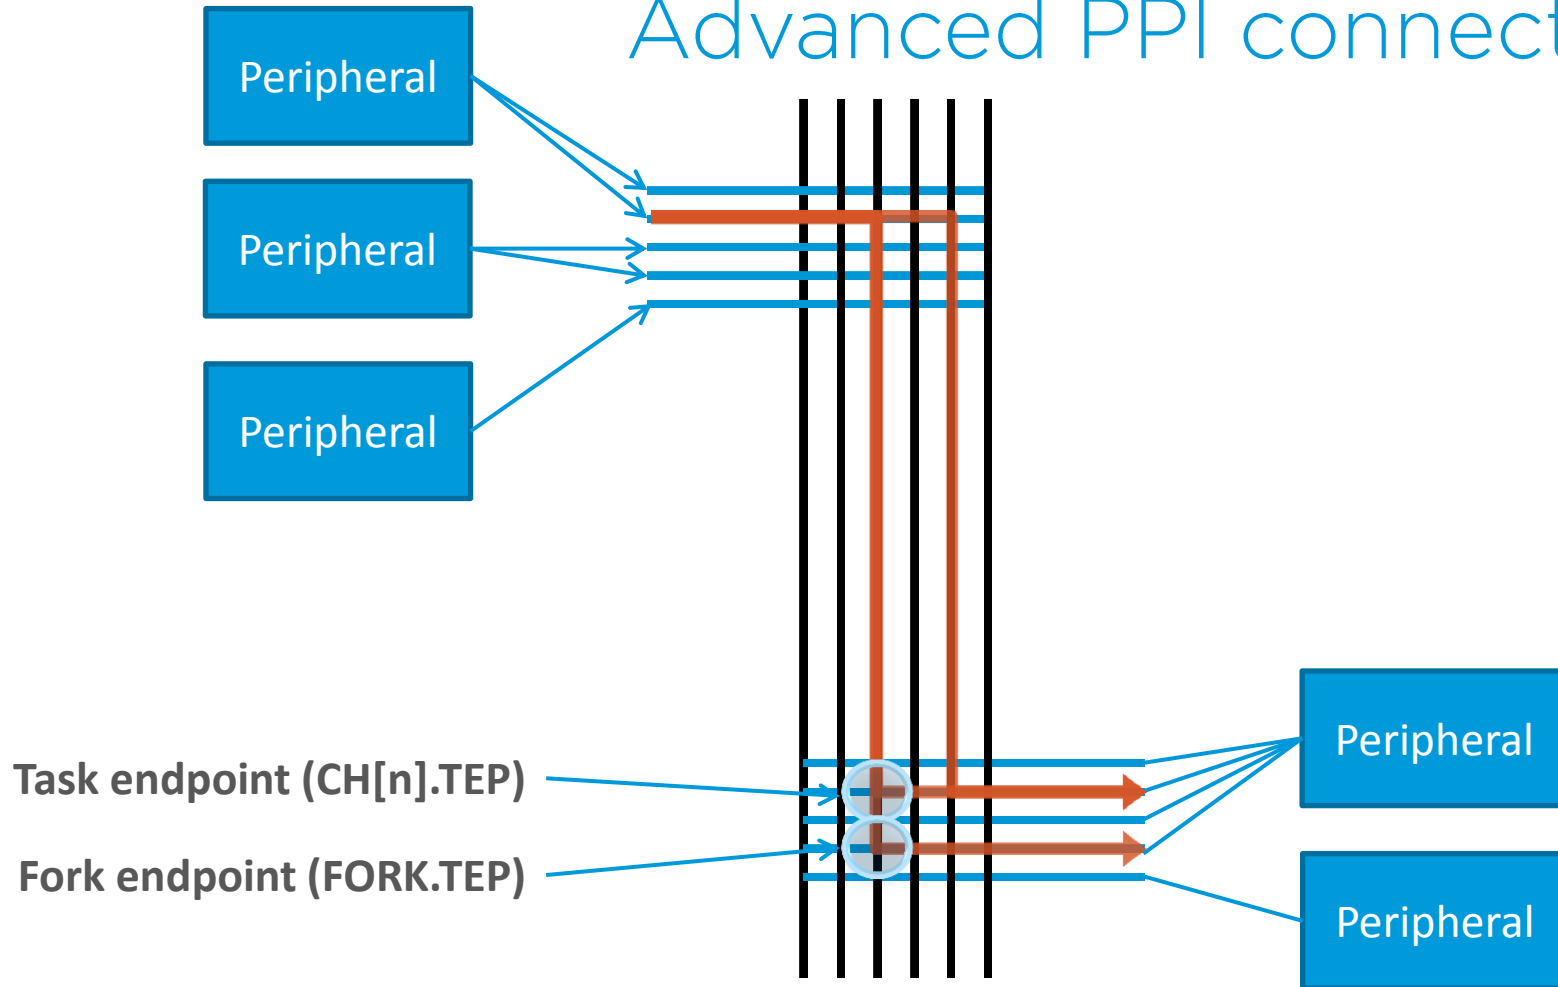 Advanced PPI connect
Peripheral
Peripheral
Peripheral
Task endpoint (CH[n].TEP)
Fork endpoint (FORK.TEP)
Peripheral
Peripheral